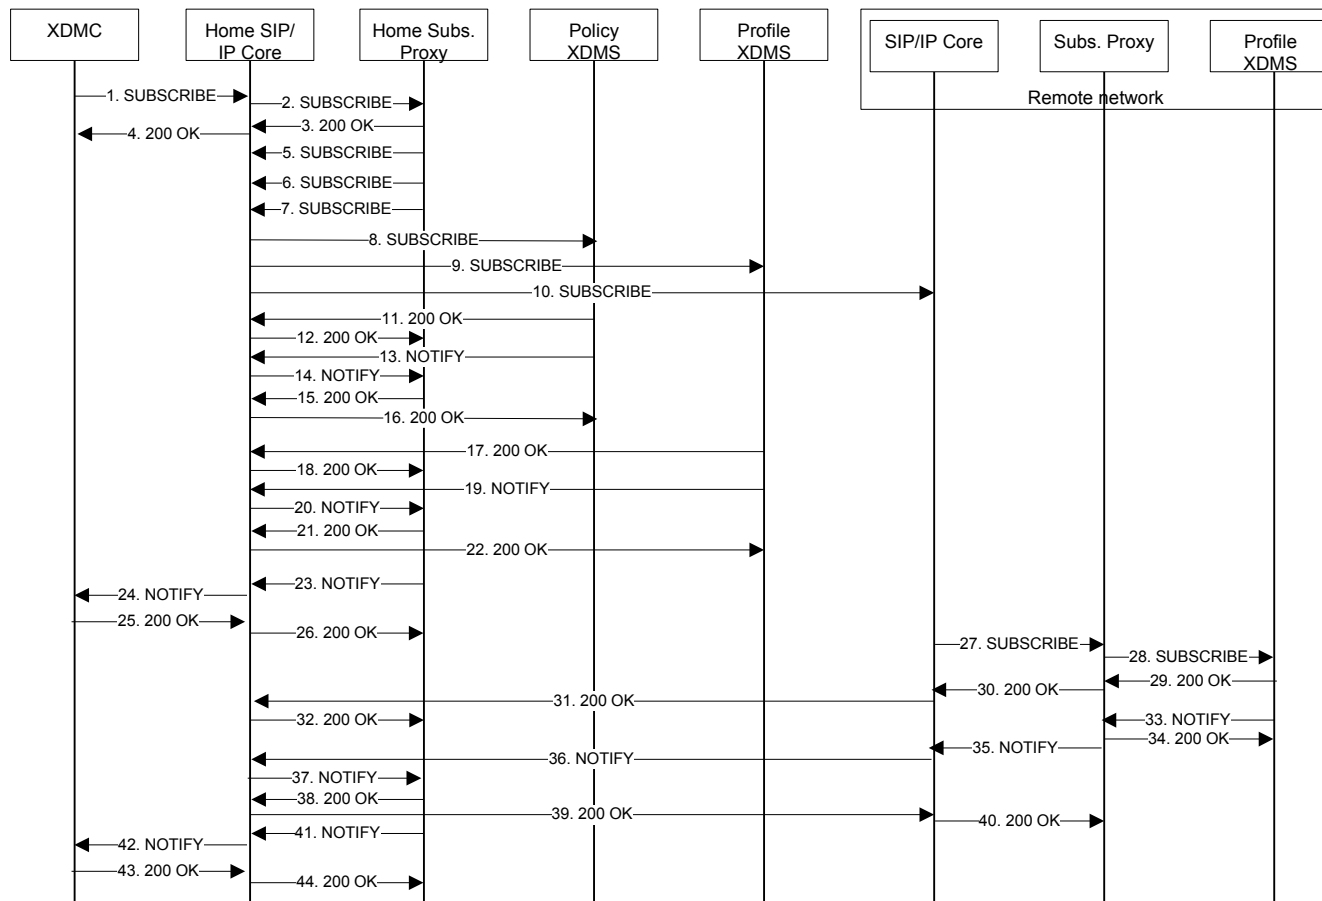 XDMC
Home SIP/
IP Core
Home Subs.
Proxy
Policy
XDMS
Profile
XDMS
SIP/IP Core
Subs. Proxy
Profile
XDMS
Remote network
1. SUBSCRIBE
2. SUBSCRIBE
3. 200 OK
4. 200 OK
5. SUBSCRIBE
6. SUBSCRIBE
7. SUBSCRIBE
8. SUBSCRIBE
9. SUBSCRIBE
10. SUBSCRIBE
11. 200 OK
12. 200 OK
13. NOTIFY
14. NOTIFY
15. 200 OK
16. 200 OK
17. 200 OK
18. 200 OK
19. NOTIFY
20. NOTIFY
21. 200 OK
22. 200 OK
23. NOTIFY
24. NOTIFY
25. 200 OK
26. 200 OK
27. SUBSCRIBE
28. SUBSCRIBE
29. 200 OK
30. 200 OK
31. 200 OK
32. 200 OK
33. NOTIFY
34. 200 OK
35. NOTIFY
36. NOTIFY
37. NOTIFY
38. 200 OK
39. 200 OK
40. 200 OK
41. NOTIFY
42. NOTIFY
43. 200 OK
44. 200 OK